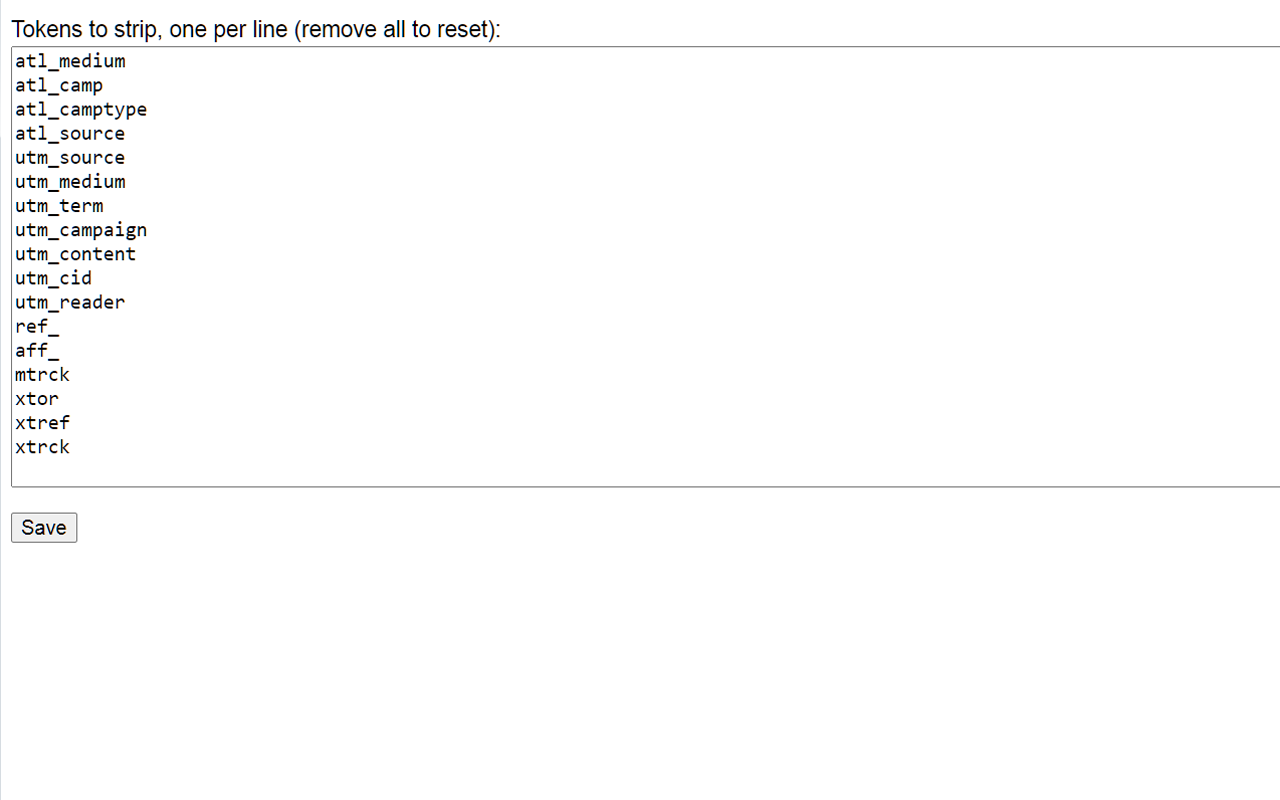 Tokens to strip, one per line (remove all to reset):
atl_medium
atl_camp
atl_camptype
atl_source
utm_source
utm_medium
utm_term
utm_campaign
utm_content
utm_cid
utm_reader
ref_
aff_
mtrck
xtor
xtref
xtrck
Save